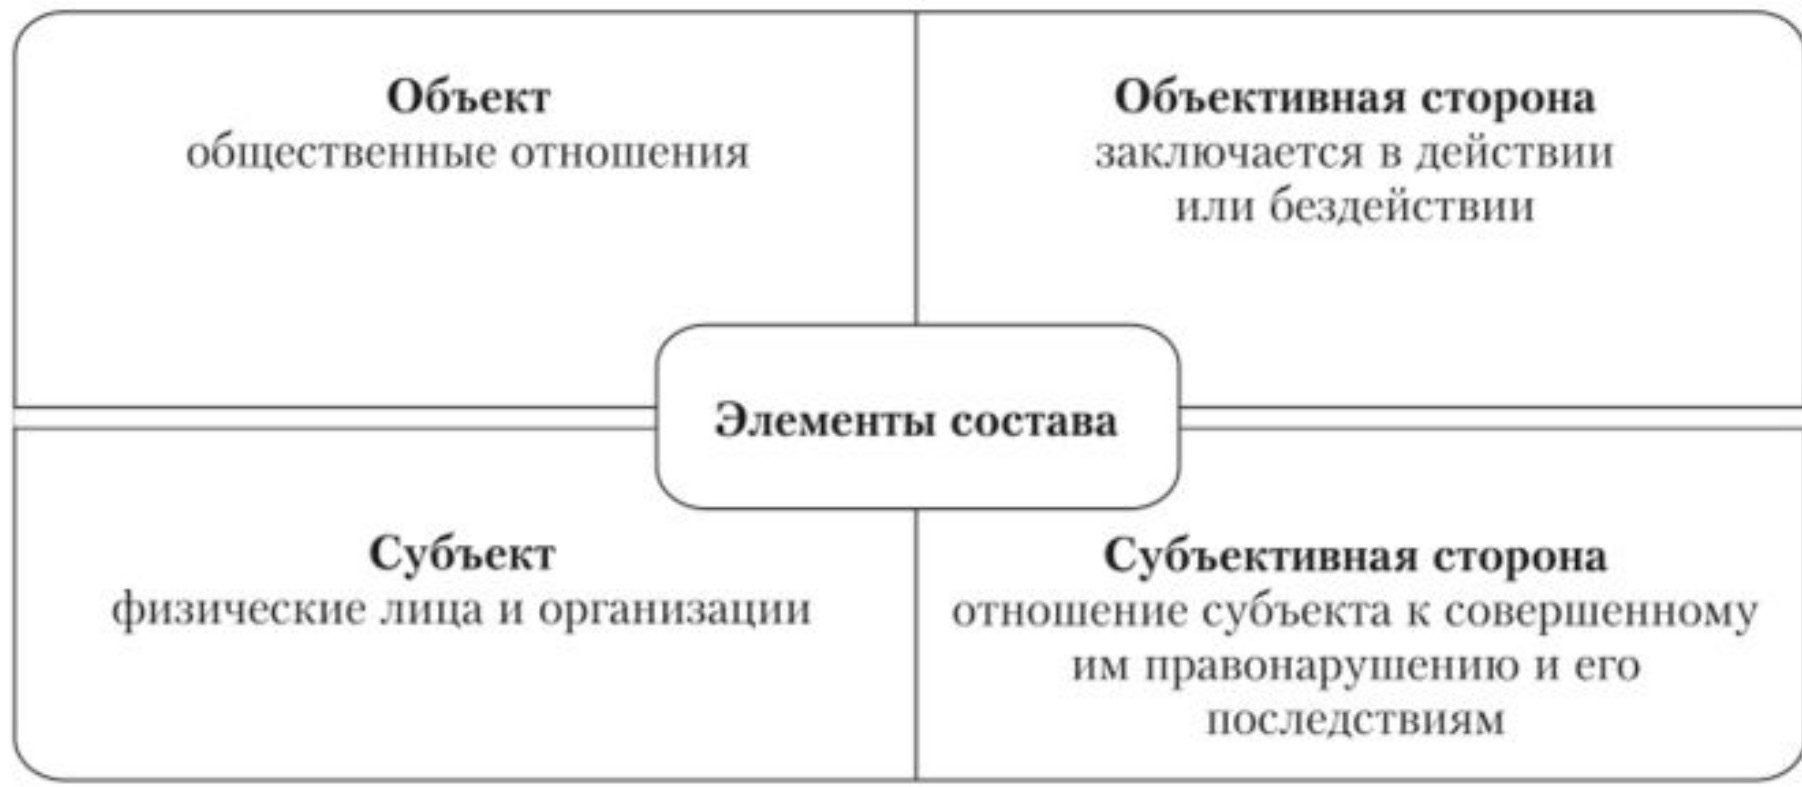 Объект
общественные отношения
Объективная сторона
заключается в действии
или бездействии
Элементы состава
Субъект
физические лица и организации
Субъективная сторона
отношение субъекта к совершенному
им правонарушению и его
последствиям